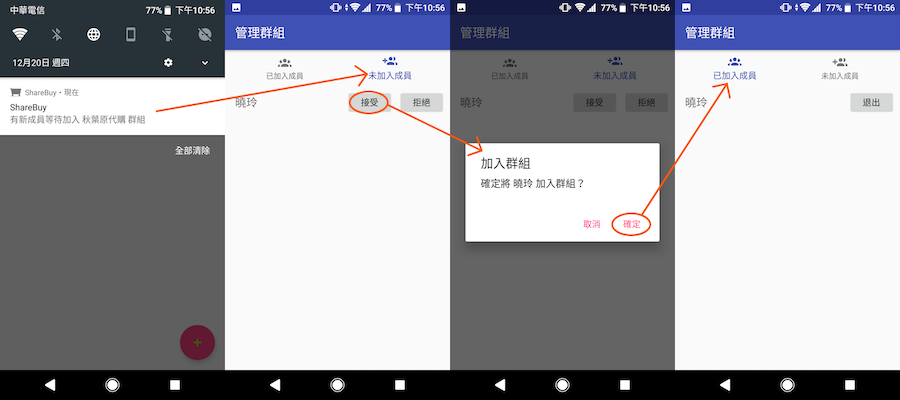 中華電信
77% 下午10:56
12月20日 週四
ShareBuy • 現在
ShareBuy
有新成員等待加入 秋葉原代購 群組
全部清除
77% 下午10:56
管理群組
已加入成員
未加入成員
曉玲
接受
拒絕
77% 下午10:56
管理群組
已加入成員
未加入成員
曉玲
接受
拒絕
加入群組
確定將 曉玲 加入群組？
取消
確定
77% 下午10:56
管理群組
已加入成員
未加入成員
曉玲
退出